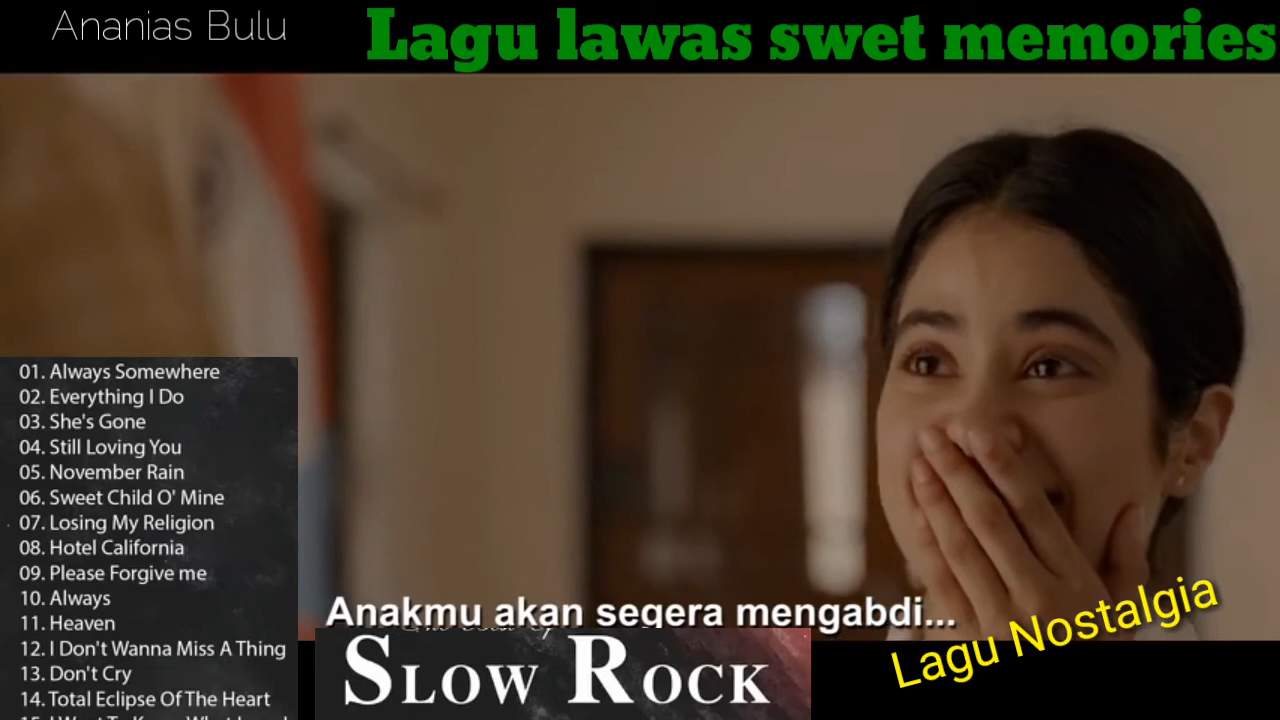 Ananias Bulu
Lagu lawas swet memories
01. Always Somewhere
02. Everything I Do
03. She's Gone
04. Still Loving You
05. November Rain
06. Sweet Child O' Mine
07. Losing My Religion
08. Hotel California
09. Please Forgive me
10. Always
11. Heaven
12. I Don't Wanna Miss A Thing
13. Don't Cry
14. Total Eclipse Of The Heart
Anakmu akan segera mengabdi...
SLOW ROCK
Lagu Nostalgia